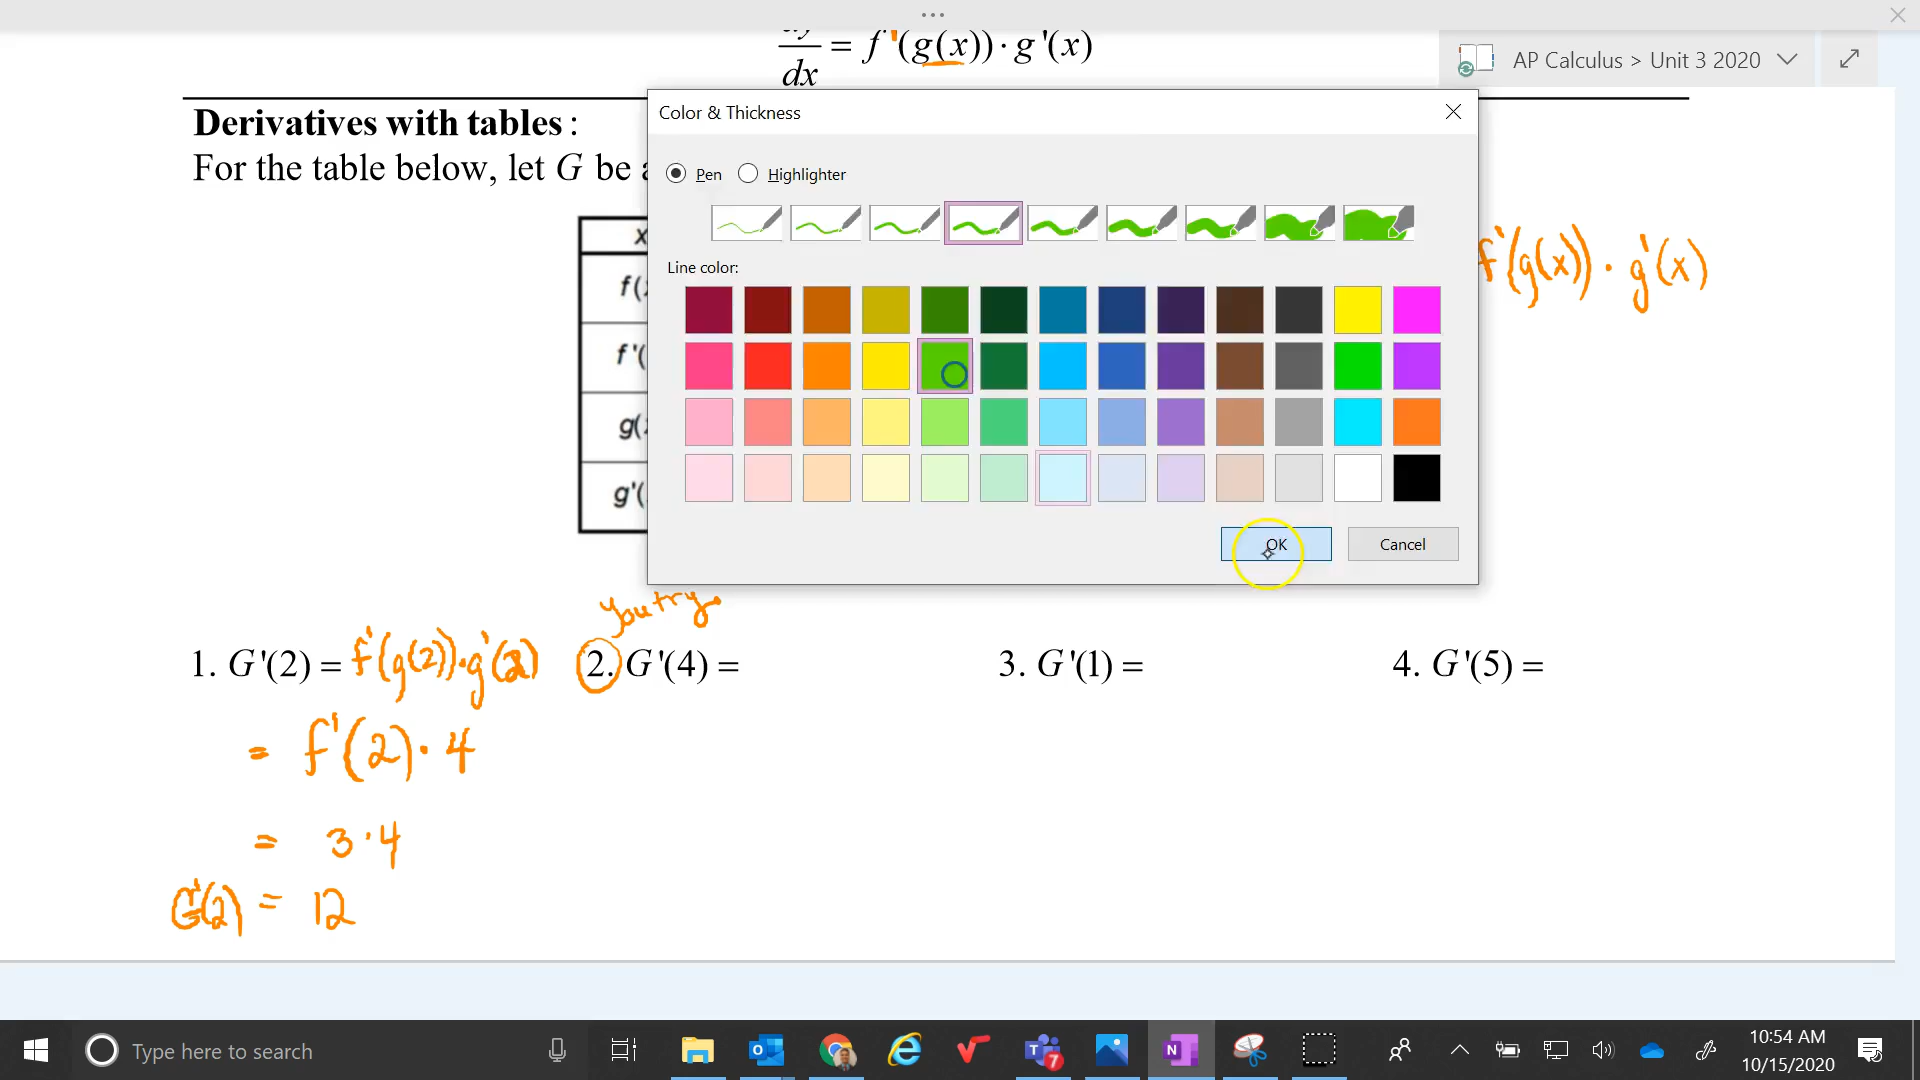 dy
dx = f '(g(x)) · g '(x)
AP Calculus > Unit 3 2020
Derivatives with tables :
For the table below, let G be a
Color & Thickness
Pen
Highlighter
Line color:
OK
Cancel
x
f(
f '(
g(
g'(
f'(g(x)) · g'(x)
You try.
1. G '(2) = f'(g(2)) · g'(2)
2. G '(4) =
3. G '(1) =
4. G '(5) =
= f'(2) · 4
= 3 · 4
G'(2) = 12
Type here to search
7
10:54 AM
10/15/2020